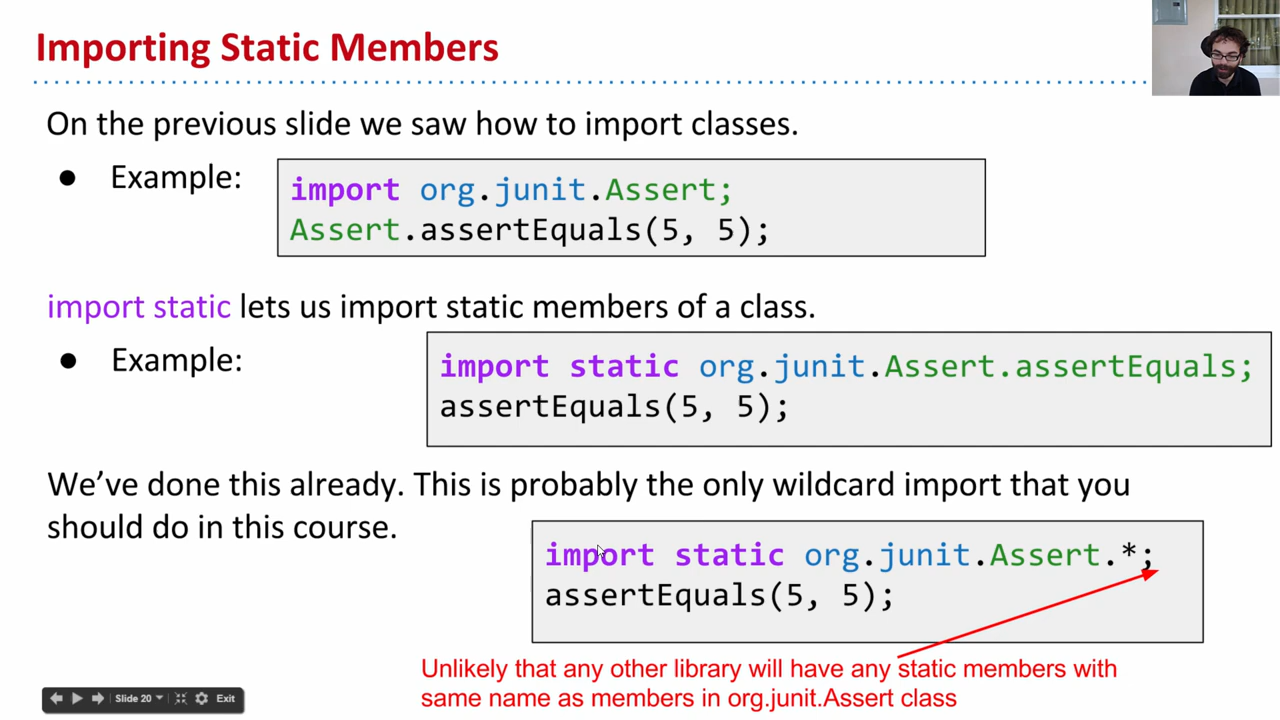 Importing Static Members
On the previous slide we saw how to import classes.
● Example:
import org.junit.Assert;
Assert.assertEquals(5, 5);
import static lets us import static members of a class.
● Example:
import static org.junit.Assert.assertEquals;
assertEquals(5, 5);
We’ve done this already. This is probably the only wildcard import that you
should do in this course.
import static org.junit.Assert.*;
assertEquals(5, 5);
Unlikely that any other library will have any static members with
same name as members in org.junit.Assert class
Slide 20
Exit